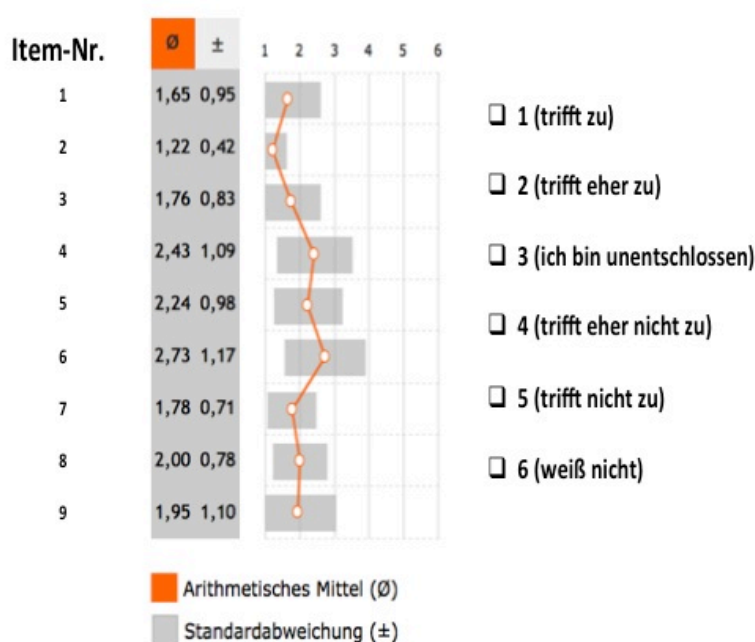 Item-Nr. Ø ± 1 2 3 4 5 6
1 1,65 0,95
2 1,22 0,42
3 1,76 0,83
4 2,43 1,09
5 2,24 0,98
6 2,73 1,17
7 1,78 0,71
8 2,00 0,78
9 1,95 1,10
❑ 1 (trifft zu)
❑ 2 (trifft eher zu)
❑ 3 (ich bin unentschlossen)
❑ 4 (trifft eher nicht zu)
❑ 5 (trifft nicht zu)
❑ 6 (weiß nicht)
Arithmetisches Mittel (Ø)
Standardabweichung (±)